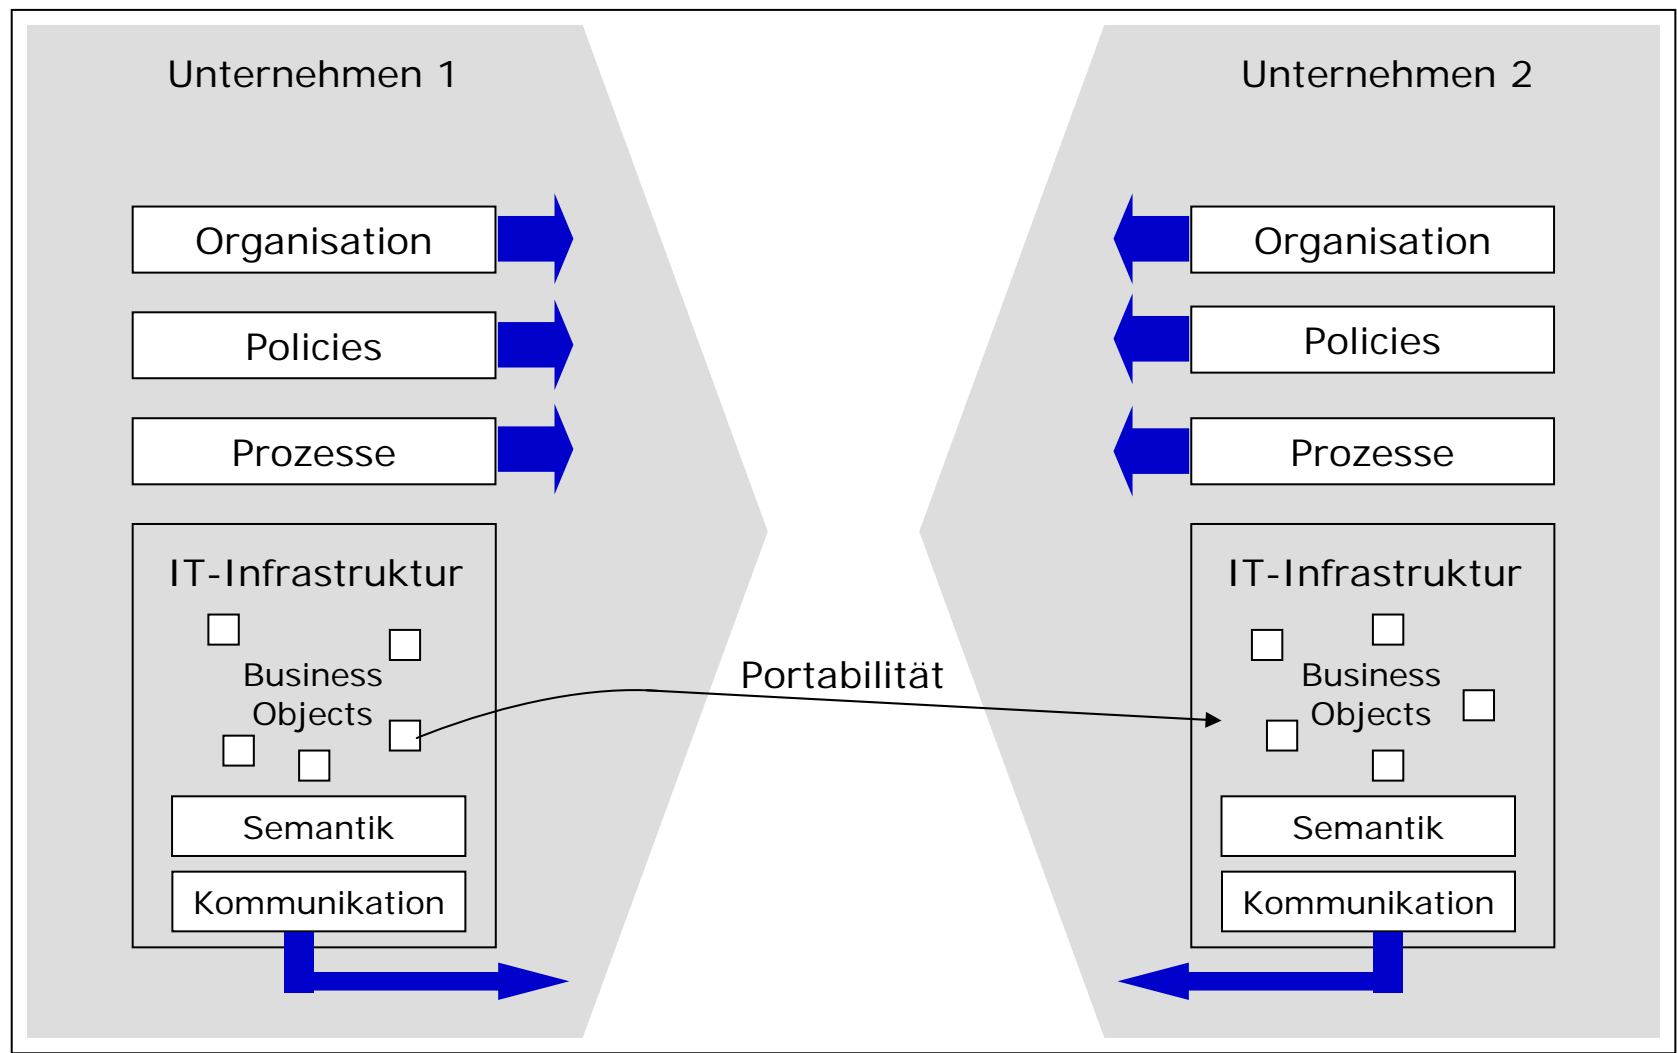 Unternehmen 1
Organisation
Policies
Prozesse
IT-Infrastruktur
Business
Objects
Semantik
Kommunikation
Portabilität
Unternehmen 2
Organisation
Policies
Prozesse
IT-Infrastruktur
Business
Objects
Semantik
Kommunikation